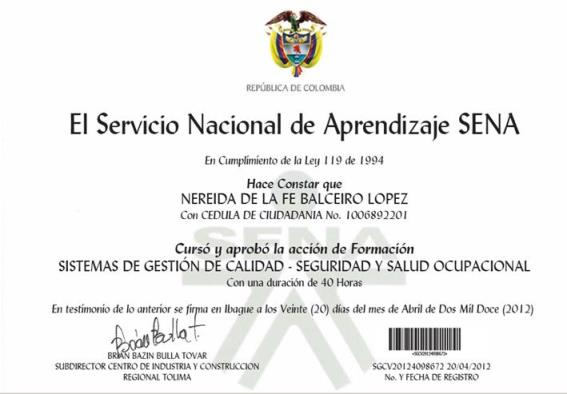 REPÚBLICA DE COLOMBIA
El Servicio Nacional de Aprendizaje SENA
En Cumplimiento de la Ley 119 de 1994
Hace Constar que
NEREIDA DE LA FE BALCEIRO LOPEZ
Con CEDULA DE CIUDADANIA No. 1006892201
SENA
Cursó y aprobó la acción de Formación
SISTEMAS DE GESTIÓN DE CALIDAD - SEGURIDAD Y SALUD OCUPACIONAL
Con una duración de 40 Horas
En testimonio de lo anterior se firma en Ibague a los Veinte (20) días del mes de Abril de Dos Mil Doce (2012)
BRIAN BAZIN BULLA TOVAR
SUBDIRECTOR CENTRO DE INDUSTRIA Y CONSTRUCCION
REGIONAL TOLIMA
SGCV20124098672 20/04/2012
No. Y FECHA DE REGISTRO